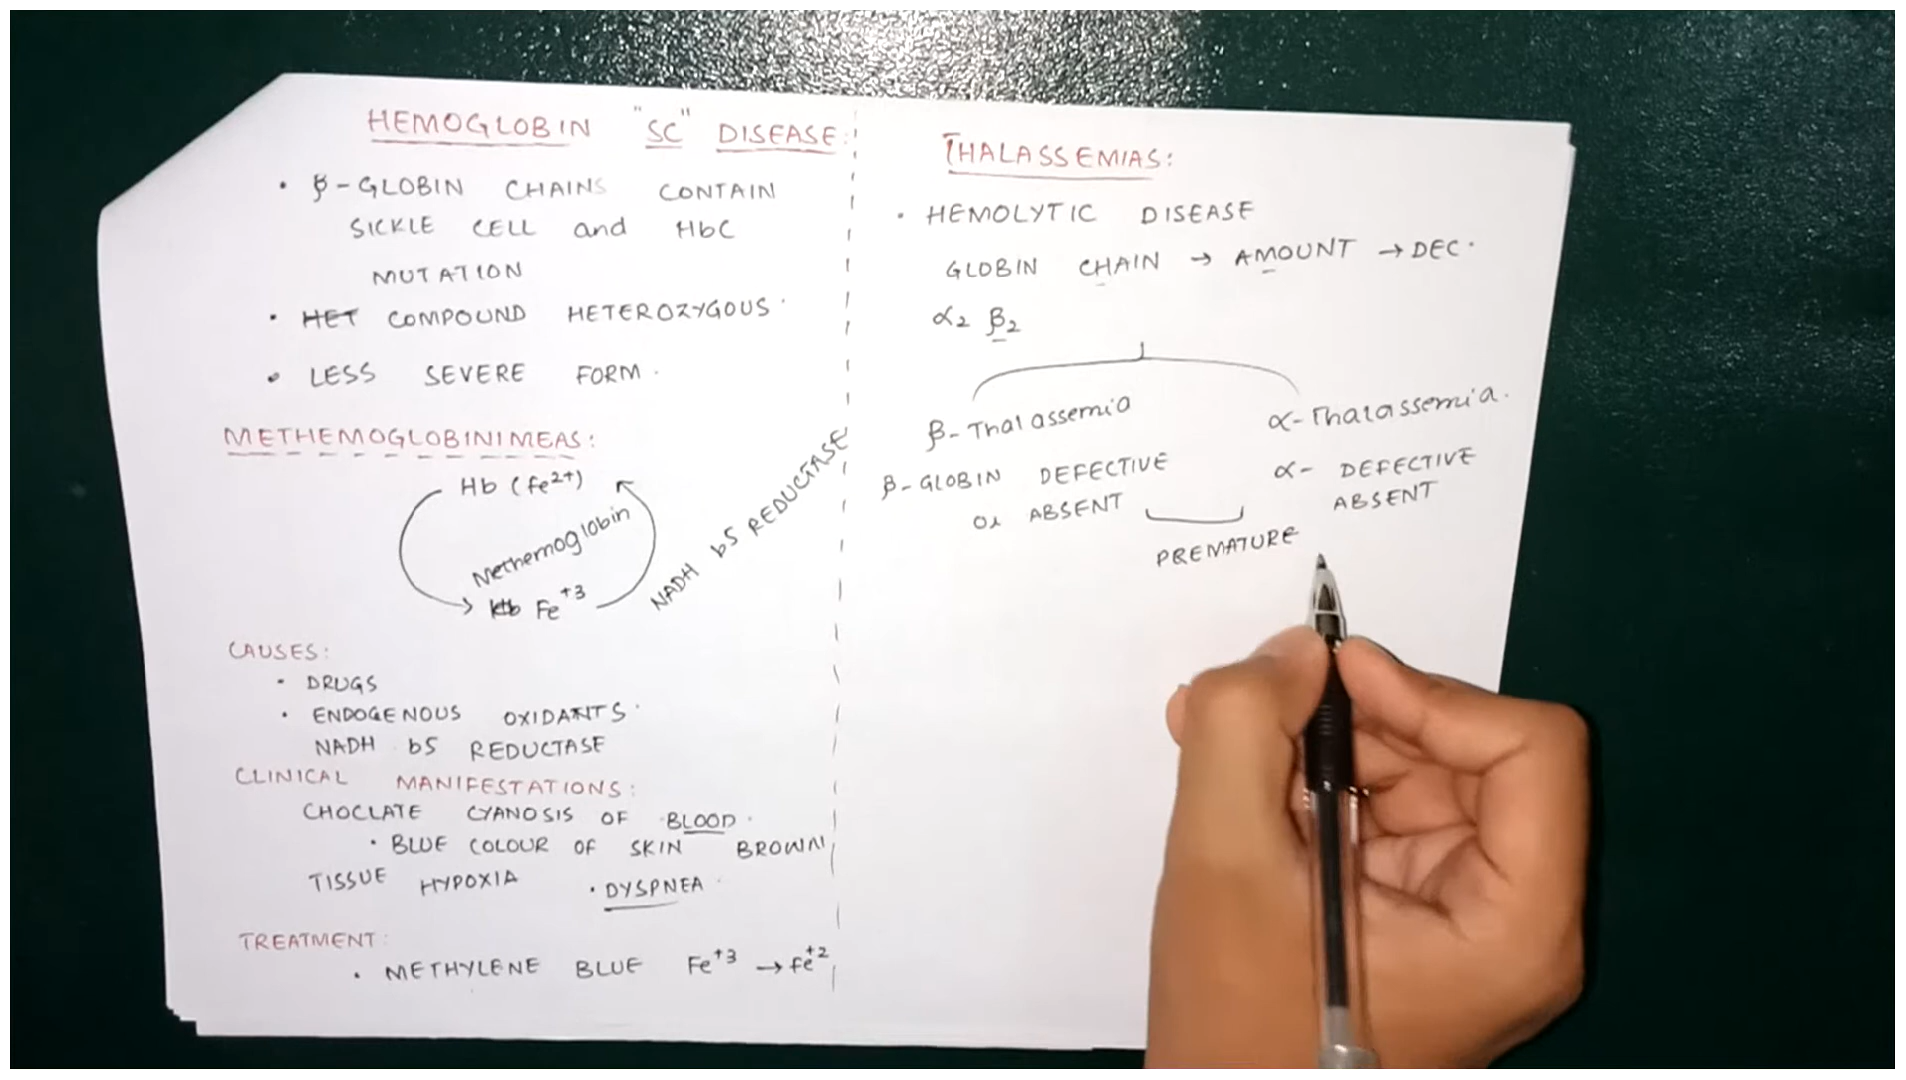 HEMOGLOBIN "SC" DISEASE:
• β-GLOBIN CHAINS CONTAIN
SICKLE CELL and HbC
MUTATION
• HET COMPOUND HETEROZYGOUS.
• LESS SEVERE FORM.
METHEMOGLOBINIMEAS:
Hb (Fe2+)
Methemoglobin
Hb Fe+3
NADH b5 REDUCTASE
CAUSES:
• DRUGS
• ENDOGENOUS OXIDANTS.
NADH b5 REDUCTASE
CLINICAL MANIFESTATIONS:
CHOCLATE CYANOSIS OF BLOOD.
• BLUE COLOUR OF SKIN BROWN
TISSUE HYPOXIA • DYSPNEA
TREATMENT:
• METHYLENE BLUE Fe+3 → fe+2
THALASSEMIAS:
• HEMOLYTIC DISEASE
GLOBIN CHAIN → AMOUNT → DEC.
α2 β2
β-Thalassemia
β-GLOBIN DEFECTIVE
Or ABSENT
α-Thalassemia.
α- DEFECTIVE
ABSENT
PREMATURE